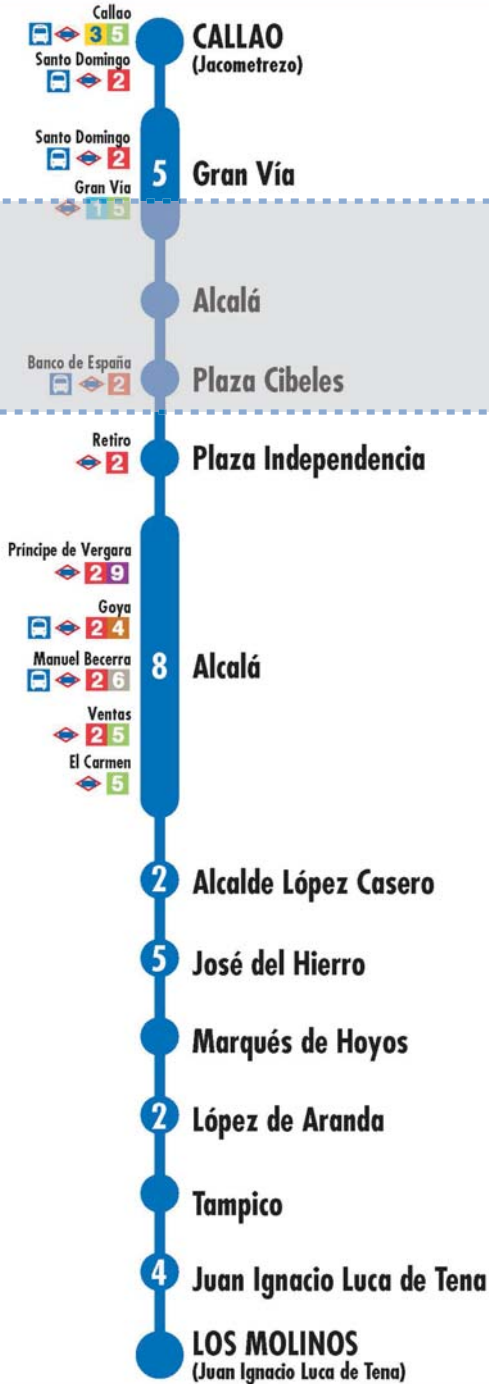 Callao
3 5
Santo Domingo
2
CALLAO
(Jacometrezo)
Santo Domingo
2
Gran Vía
1 5
5
Gran Vía
Alcalá
Banco de España
2
Plaza Cibeles
Retiro
2
Plaza Independencia
Príncipe de Vergara
2 9
Goya
2 4
Manuel Becerra
2 6
Ventas
2 5
El Carmen
5
8
Alcalá
2
Alcalde López Casero
5
José del Hierro
Marqués de Hoyos
2
López de Aranda
Tampico
4
Juan Ignacio Luca de Tena
LOS MOLINOS
(Juan Ignacio Luca de Tena)